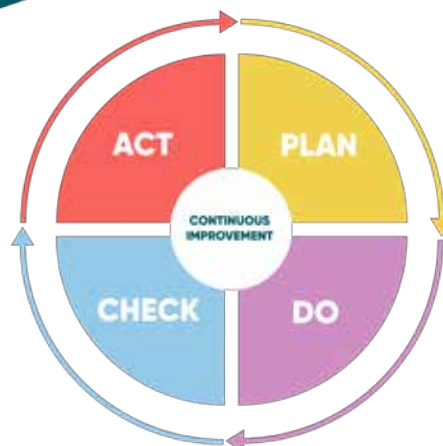 ACT
PLAN
CONTINUOUS
IMPROVEMENT
CHECK
DO